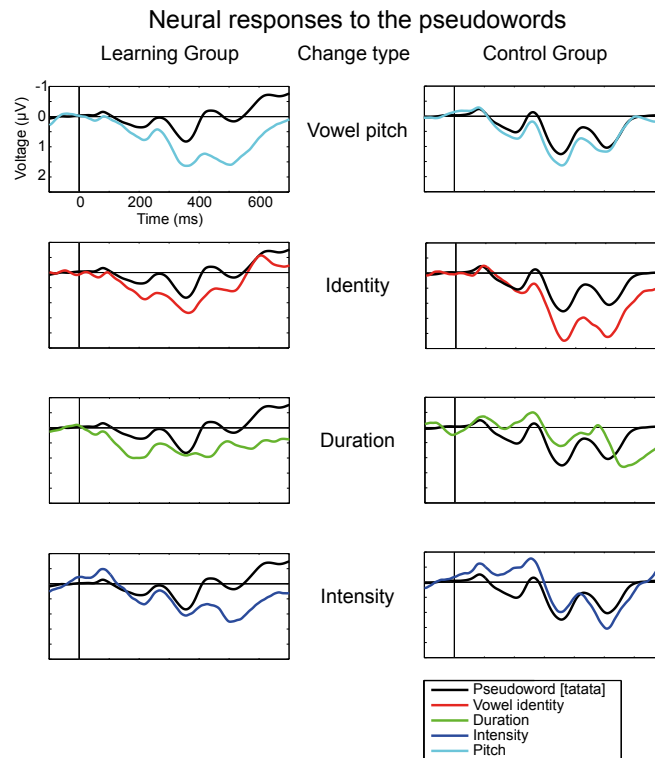 Neural responses to the pseudowords
Learning Group Change type Control Group
-1
0
1
2
Voltage (µV)
0 200 400 600
Time (ms)
Vowel pitch
Identity
Duration
Intensity
Pseudoword [tatata]
Vowel identity
Duration
Intensity
Pitch